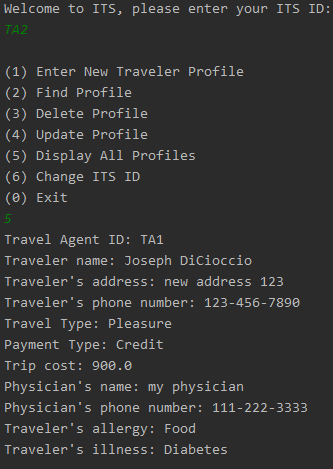 Welcome to ITS, please enter your ITS ID:
TA2
(1) Enter New Traveler Profile
(2) Find Profile
(3) Delete Profile
(4) Update Profile
(5) Display All Profiles
(6) Change ITS ID
(0) Exit
5
Travel Agent ID: TA1
Traveler name: Joseph DiCioccio
Traveler's address: new address 123
Traveler's phone number: 123-456-7890
Travel Type: Pleasure
Payment Type: Credit
Trip cost: 900.0
Physician's name: my physician
Physician's phone number: 111-222-3333
Traveler's allergy: Food
Traveler's illness: Diabetes